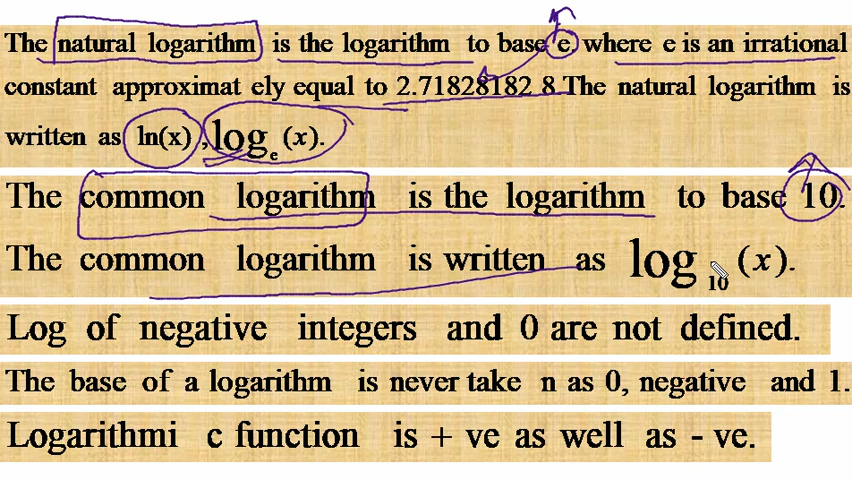 The natural logarithm is the logarithm to base e, where e is an irrational
constant approximat ely equal to 2.71828182 8.The natural logarithm is
written as ln(x) , logₑ (x).
The common logarithm is the logarithm to base 10.
The common logarithm is written as log₁₀ (x).
Log of negative integers and 0 are not defined.
The base of a logarithm is never take n as 0, negative and 1.
Logarithmi c function is + ve as well as - ve.